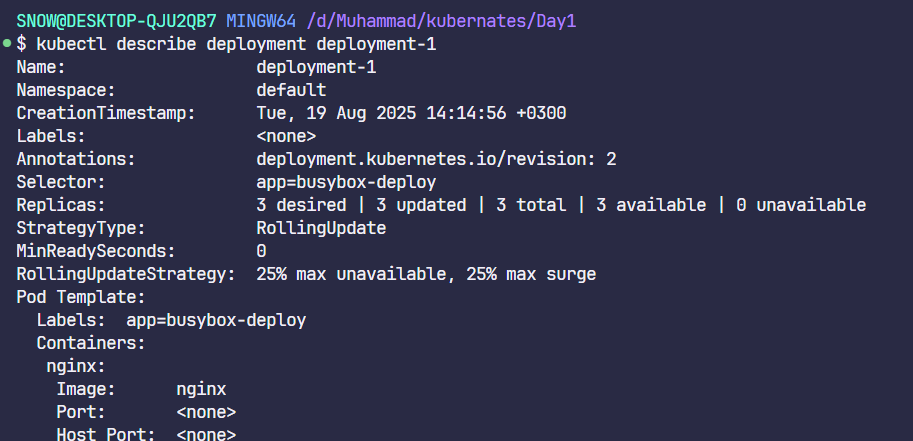 SNOW@DESKTOP-QJU2QB7 MINGW64 /d/Muhammad/kubernates/Day1
$ kubectl describe deployment deployment-1
Name:                   deployment-1
Namespace:              default
CreationTimestamp:      Tue, 19 Aug 2025 14:14:56 +0300
Labels:                 <none>
Annotations:            deployment.kubernetes.io/revision: 2
Selector:               app=busybox-deploy
Replicas:               3 desired | 3 updated | 3 total | 3 available | 0 unavailable
StrategyType:           RollingUpdate
MinReadySeconds:        0
RollingUpdateStrategy:  25% max unavailable, 25% max surge
Pod Template:
  Labels:  app=busybox-deploy
  Containers:
   nginx:
    Image:      nginx
    Port:       <none>
    Host Port:  <none>